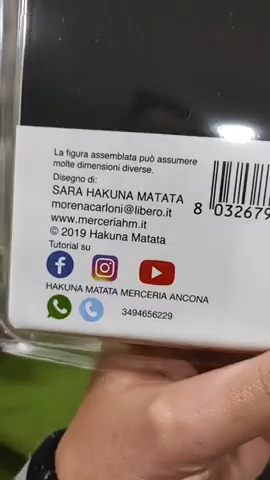 La figura assemblata può assumere
molte dimensioni diverse.
Disegno di:
SARA HAKUNA MATATA
morenacarloni@libero.it
www.merceriahm.it
© 2019 Hakuna Matata
8 032679
Tutorial su
HAKUNA MATATA MERCERIA ANCONA
3494656229